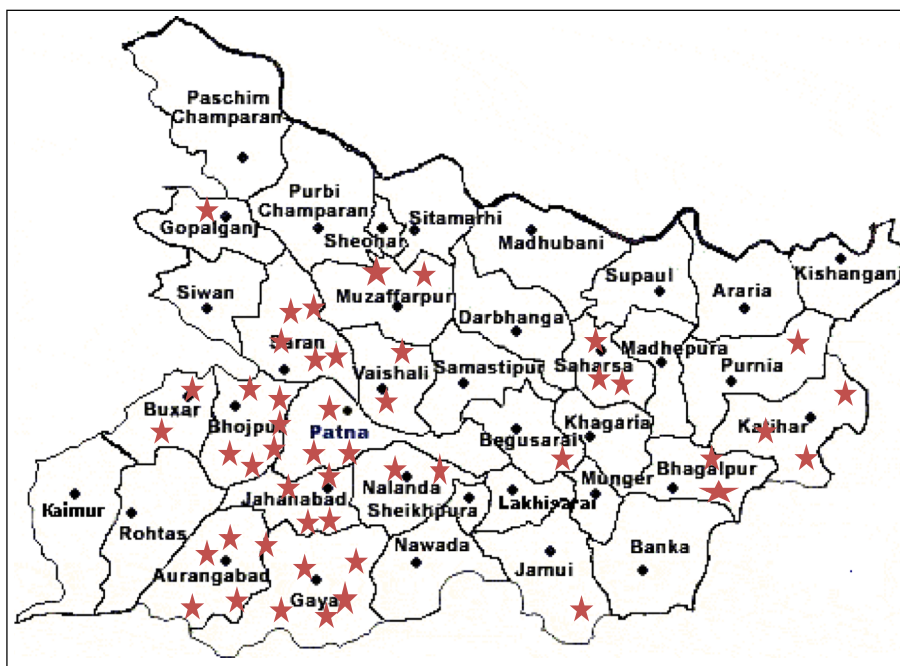 Paschim
Champaran
Purbi
Champaran
Gopalganj
Sheohar
Sitamarhi
Madhubani
Siwan
Muzaffarpur
Supaul
Araria
Kishanganj
Saran
Darbhanga
Vaishali
Samastipur
Saharsa
Madhepura
Purnia
Buxar
Bhojpur
Patna
Begusarai
Khagaria
Katihar
Kaimur
Rohtas
Jahanabad
Nalanda
Sheikhpura
Lakhisarai
Munger
Bhagalpur
Aurangabad
Gaya
Nawada
Jamui
Banka